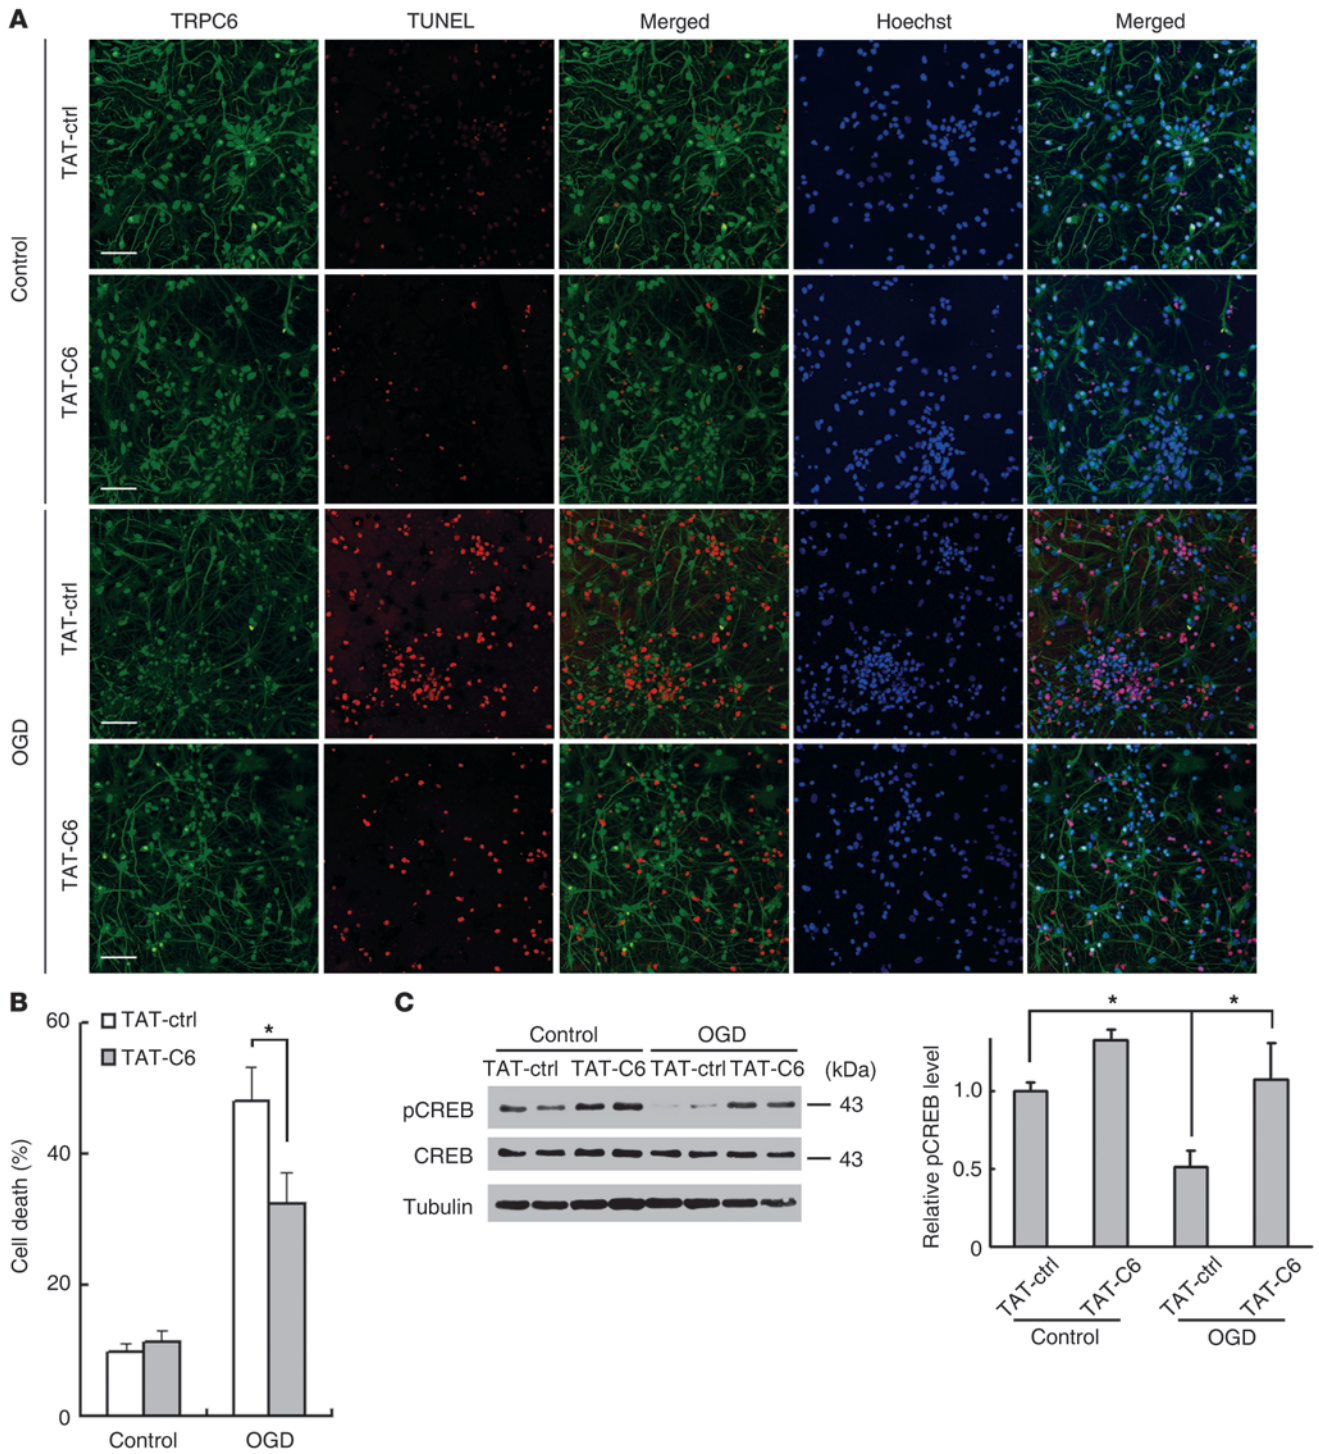 A
TRPC6 TUNEL Merged Hoechst Merged
Control
TAT-ctrl
TAT-C6
OGD
TAT-ctrl
TAT-C6
B
60
40
20
0
Cell death (%)
TAT-ctrl
TAT-C6
*
Control OGD
C
Control OGD
TAT-ctrl TAT-C6 TAT-ctrl TAT-C6 (kDa)
pCREB 43
CREB 43
Tubulin
* *
Relative pCREB level
1.0
0.5
0
TAT-ctrl TAT-C6 TAT-ctrl TAT-C6
Control OGD